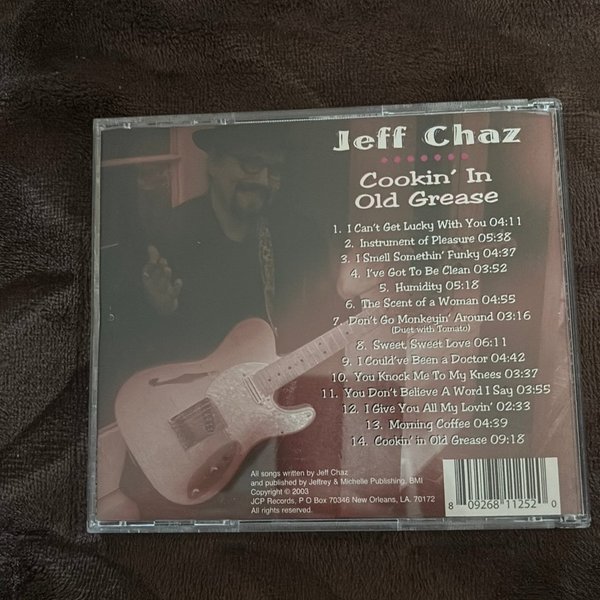 Jeff Chaz
Cookin' In
Old Grease
1. I Can't Get Lucky With You 04:11
2. Instrument of Pleasure 05:38
3. I Smell Somethin' Funky 04:37
4. I've Got To Be Clean 03:52
5. Humidity 05:18
6. The Scent of a Woman 04:55
7. Don't Go Monkeyin' Around 03:16
(Duet with Tomato)
8. Sweet, Sweet Love 06:11
9. I Could've Been a Doctor 04:42
10. You Knock Me To My Knees 03:37
11. You Don't Believe A Word I Say 03:55
12. I Give You All My Lovin' 02:33
13. Morning Coffee 04:39
14. Cookin' in Old Grease 09:18
All songs written by Jeff Chaz
and published by Jeffrey & Michelle Publishing, BMI
Copyright © 2003
JCP Records, P O Box 70346 New Orleans, LA. 70172
All rights reserved.
8 09268 11252 0